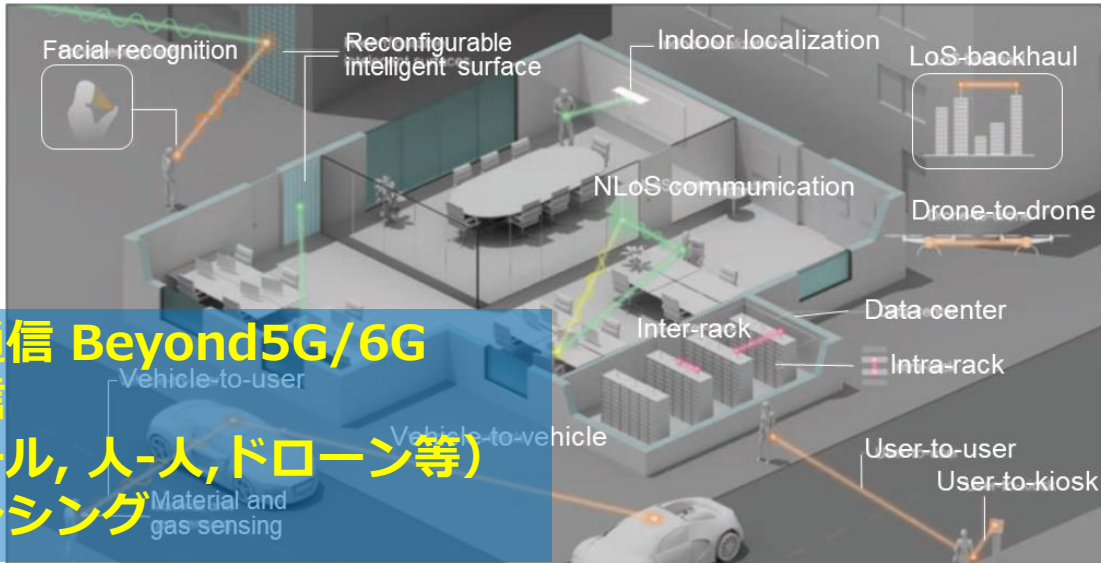 Facial recognition
Reconfigurable
intelligent surface
Indoor localization
LoS backhaul
NLoS communication
Drone-to-drone
Data center
Inter-rack
Intra-rack
通信 Beyond5G/6G
Vehicle-to-user
Vehicle-to-vehicle
ール, 人-人,ドローン等）
シング
Material and
gas sensing
User-to-user
User-to-kiosk